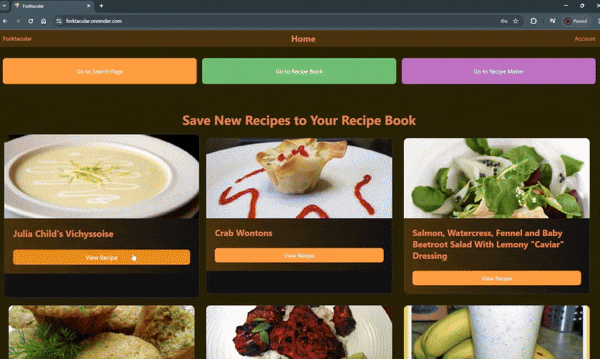 Forktacular
forktacular.onrender.com
Paused
Forktacular
Home
Account
Go to Search Page
Go to Recipe Book
Go to Recipe Maker
Save New Recipes to Your Recipe Book
Julia Child's Vichyssoise
View Recipe
Crab Wontons
View Recipe
Salmon, Watercress, Fennel and Baby
Beetroot Salad With Lemony "Caviar"
Dressing
View Recipe